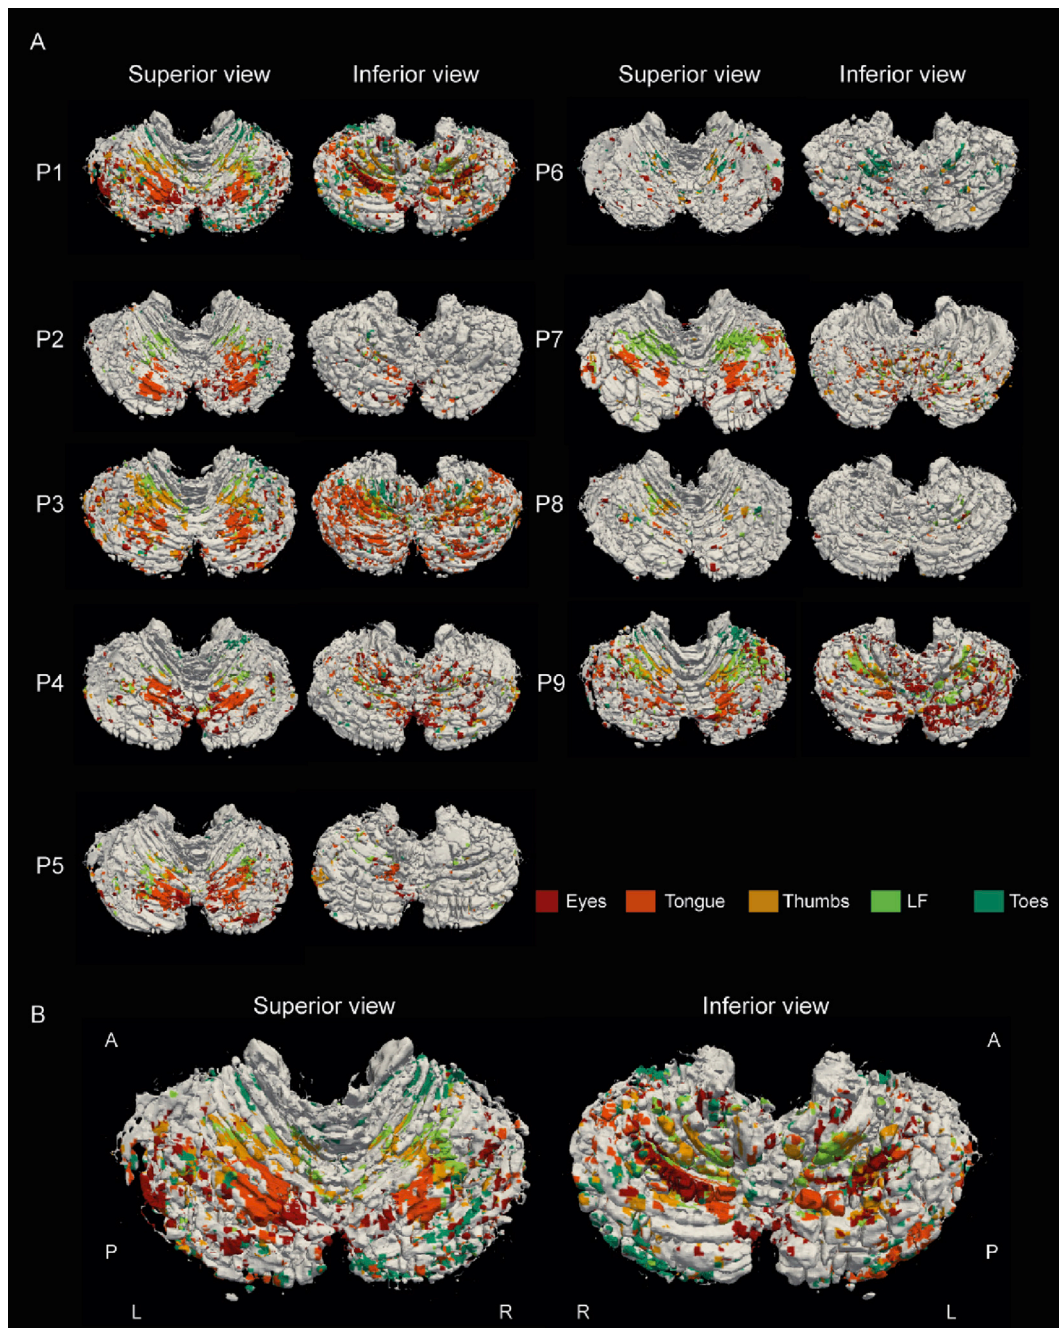 A
Superior view Inferior view Superior view Inferior view
P1 P6
P2 P7
P3 P8
P4 P9
P5
Eyes Tongue Thumbs LF Toes
B
Superior view Inferior view
A A
P P
L R R L